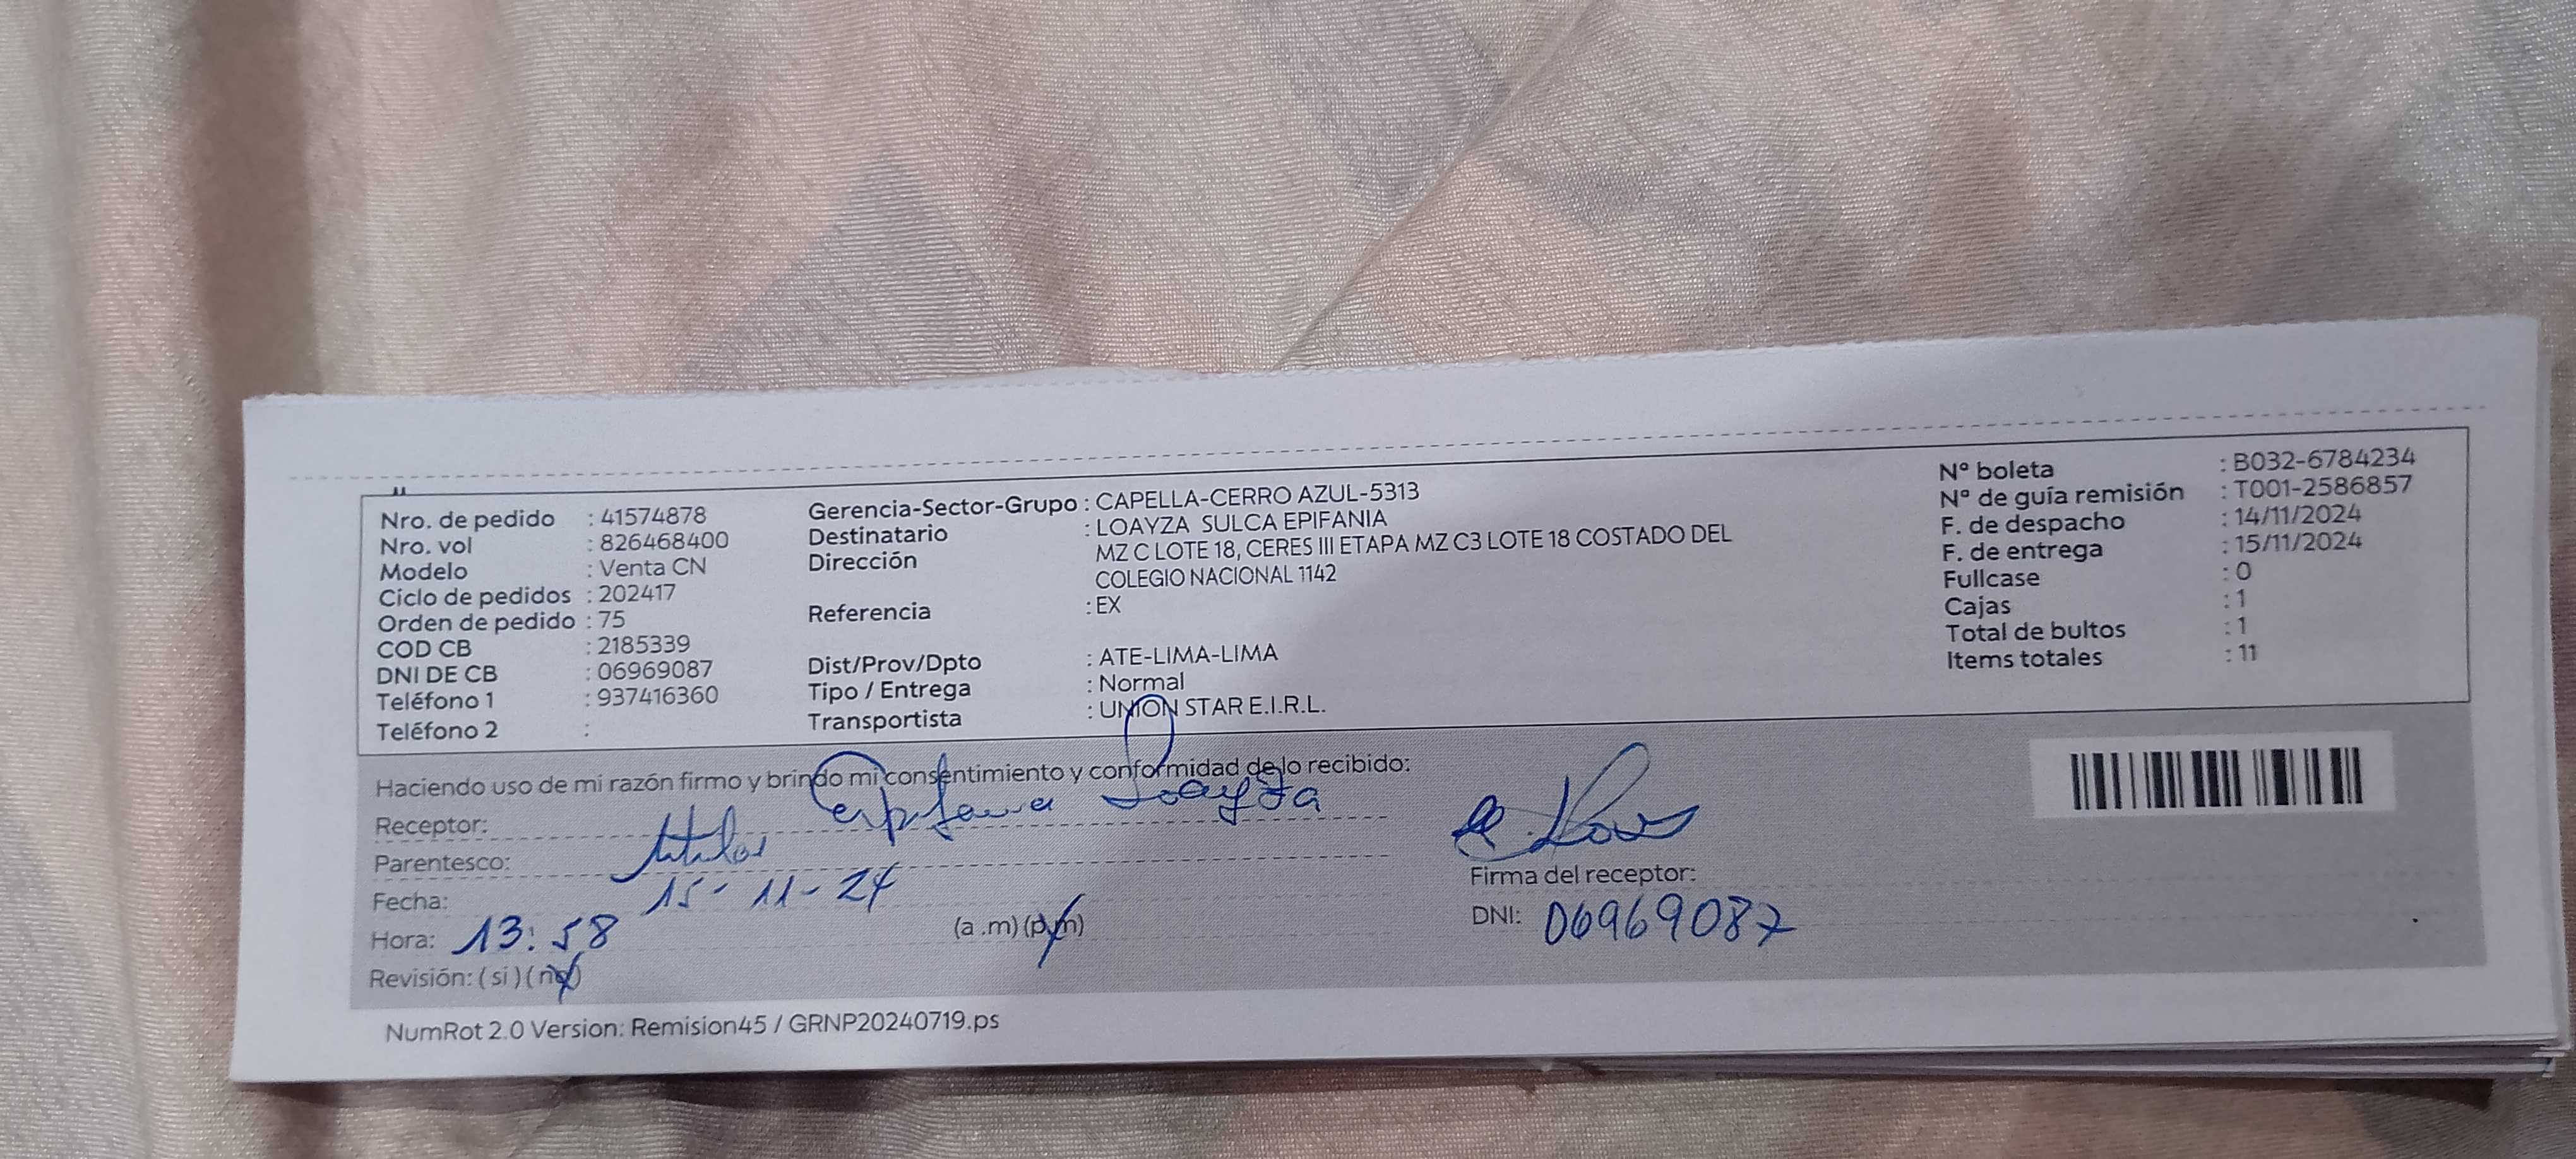 Nro. de pedido : 41574878
Nro. vol : 826468400
Modelo : Venta CN
Ciclo de pedidos : 202417
Orden de pedido : 75
COD CB : 2185339
DNI DE CB : 06969087
Teléfono 1 : 937416360
Teléfono 2 :
Gerencia-Sector-Grupo : CAPELLA-CERRO AZUL-5313
Destinatario : LOAYZA SULCA EPIFANIA
Dirección MZ C LOTE 18, CERES III ETAPA MZ C3 LOTE 18 COSTADO DEL
COLEGIO NACIONAL 1142
Referencia : EX
Dist/Prov/Dpto : ATE-LIMA-LIMA
Tipo / Entrega : Normal
Transportista : UNION STAR E.I.R.L.
Nº boleta : B032-6784234
Nº de guía remisión : T001-2586857
F. de despacho : 14/11/2024
F. de entrega : 15/11/2024
Fullcase : 0
Cajas : 1
Total de bultos : 1
Items totales : 11
Haciendo uso de mi razón firmo y brindo mi consentimiento y conformidad de lo recibido:
Receptor: Epifania Loayza
Parentesco: titular
Fecha: 15-11-24
Hora: 13:58 (a .m) (p.m)
Revisión: (si) (no)
Firma del receptor:
DNI: 06969087
NumRot 2.0 Version: Remision45 / GRNP20240719.ps